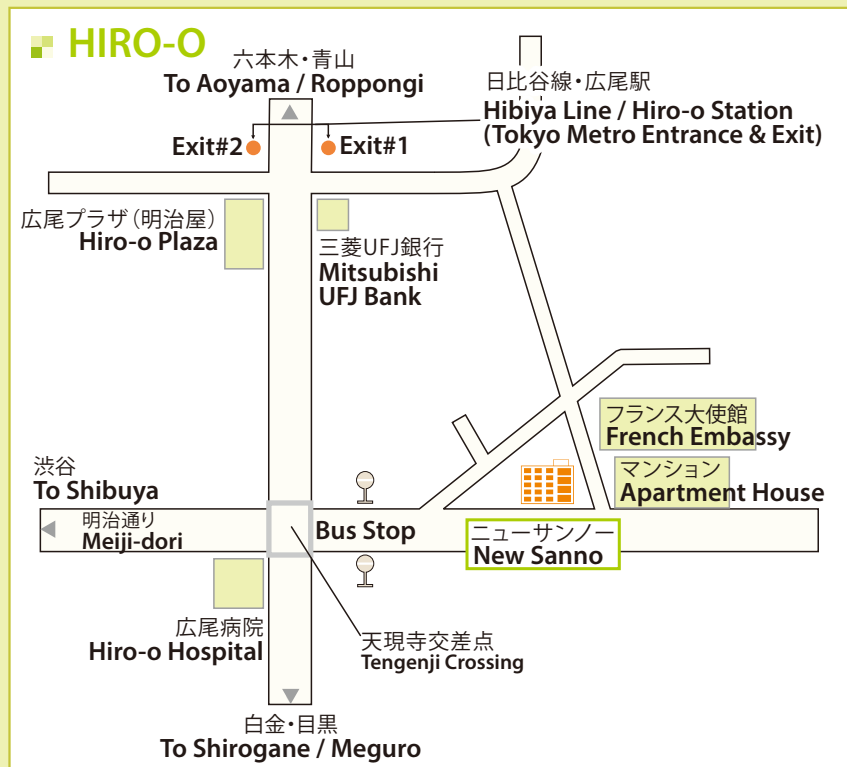 HIRO-O
六本木・青山
To Aoyama / Roppongi
日比谷線・広尾駅
Hibiya Line / Hiro-o Station
(Tokyo Metro Entrance & Exit)
Exit#2
Exit#1
広尾プラザ（明治屋）
Hiro-o Plaza
三菱UFJ銀行
Mitsubishi
UFJ Bank
フランス大使館
French Embassy
マンション
Apartment House
渋谷
To Shibuya
明治通り
Meiji-dori
Bus Stop
ニューサンノー
New Sanno
広尾病院
Hiro-o Hospital
天現寺交差点
Tengenji Crossing
白金・目黒
To Shirogane / Meguro